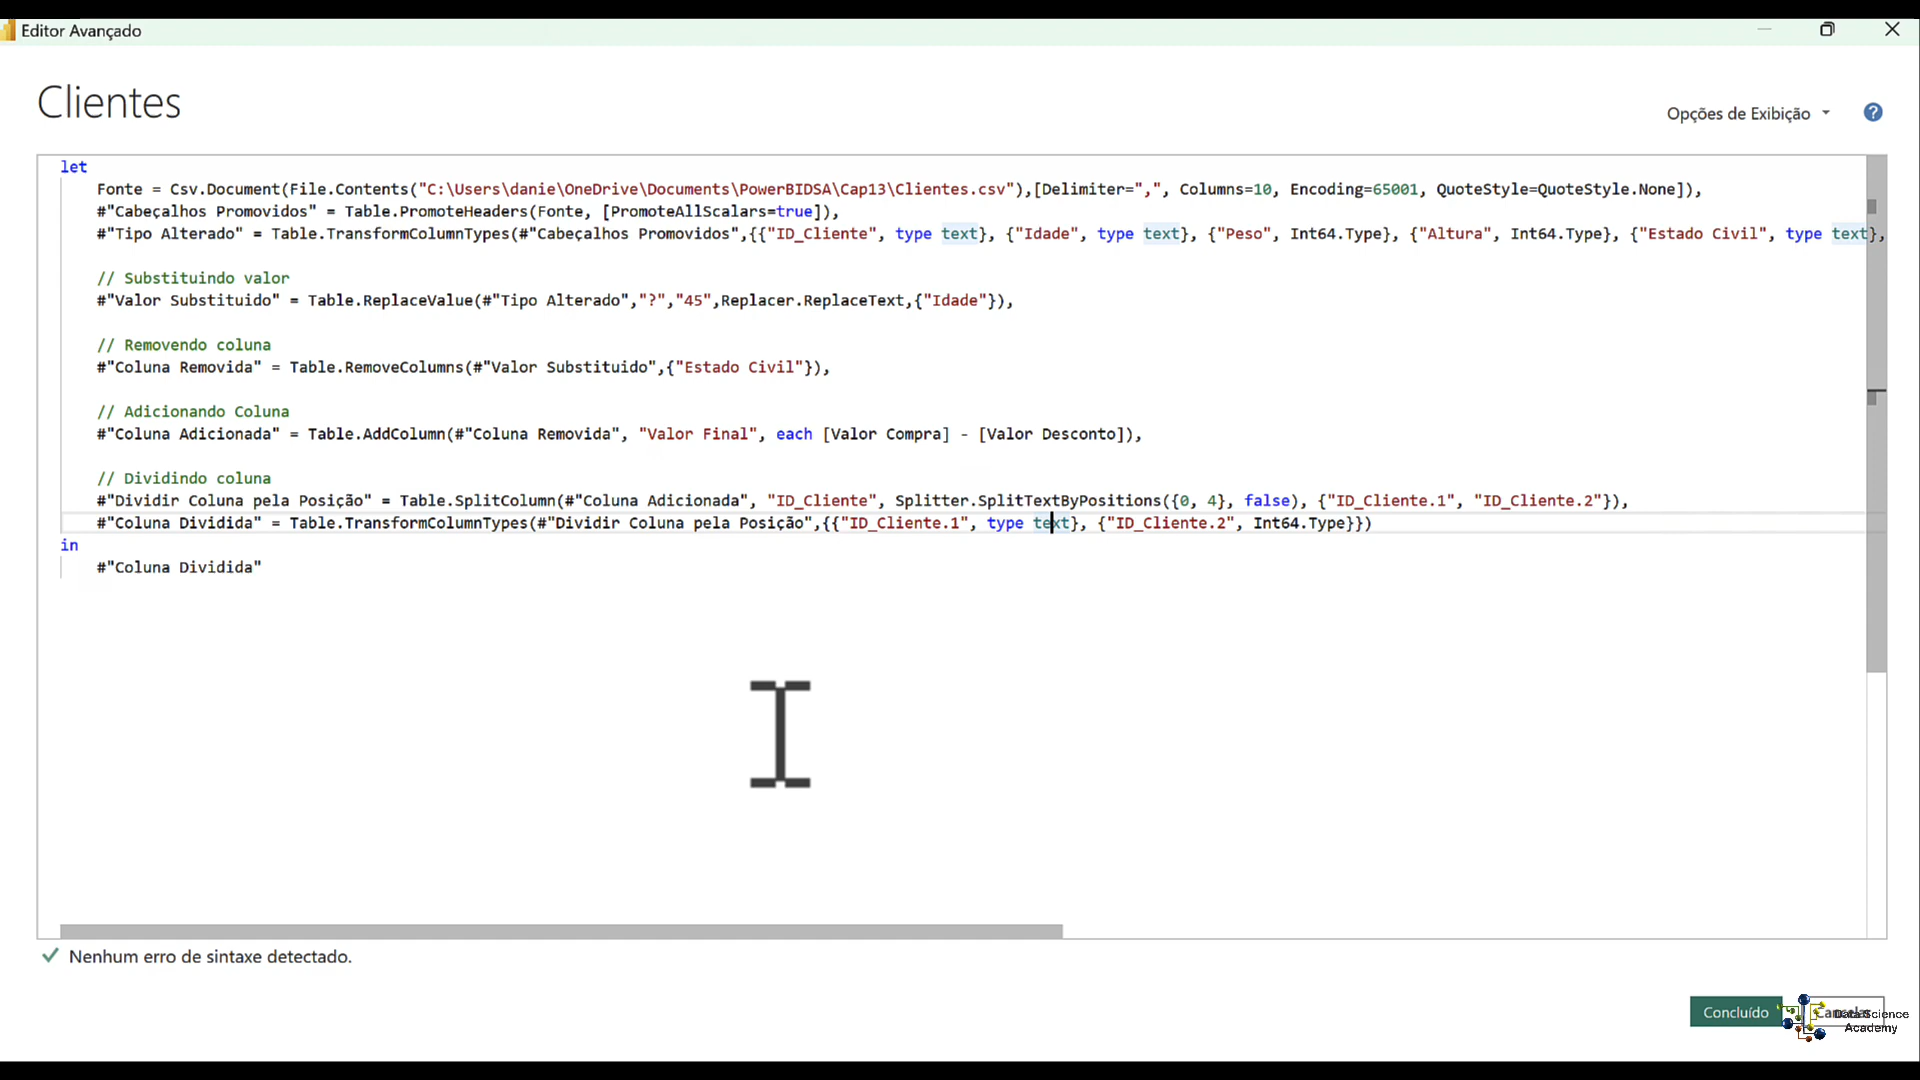 Editor Avançado
Clientes
Opções de Exibição
?
let
Fonte = Csv.Document(File.Contents("C:\Users\danie\OneDrive\Documents\PowerBIDSA\Cap13\Clientes.csv"),[Delimiter=",", Columns=10, Encoding=65001, QuoteStyle=QuoteStyle.None]),
#"Cabeçalhos Promovidos" = Table.PromoteHeaders(Fonte, [PromoteAllScalars=true]),
#"Tipo Alterado" = Table.TransformColumnTypes(#"Cabeçalhos Promovidos",{{"ID_Cliente", type text}, {"Idade", type text}, {"Peso", Int64.Type}, {"Altura", Int64.Type}, {"Estado Civil", type text},
// Substituindo valor
#"Valor Substituido" = Table.ReplaceValue(#"Tipo Alterado","?","45",Replacer.ReplaceText,{"Idade"}),
// Removendo coluna
#"Coluna Removida" = Table.RemoveColumns(#"Valor Substituido",{"Estado Civil"}),
// Adicionando Coluna
#"Coluna Adicionada" = Table.AddColumn(#"Coluna Removida", "Valor Final", each [Valor Compra] - [Valor Desconto]),
// Dividindo coluna
#"Dividir Coluna pela Posição" = Table.SplitColumn(#"Coluna Adicionada", "ID_Cliente", Splitter.SplitTextByPositions({0, 4}, false), {"ID_Cliente.1", "ID_Cliente.2"}),
#"Coluna Dividida" = Table.TransformColumnTypes(#"Dividir Coluna pela Posição",{{"ID_Cliente.1", type text}, {"ID_Cliente.2", Int64.Type}})
in
#"Coluna Dividida"
Nenhum erro de sintaxe detectado.
Concluído
Data Science
Academy